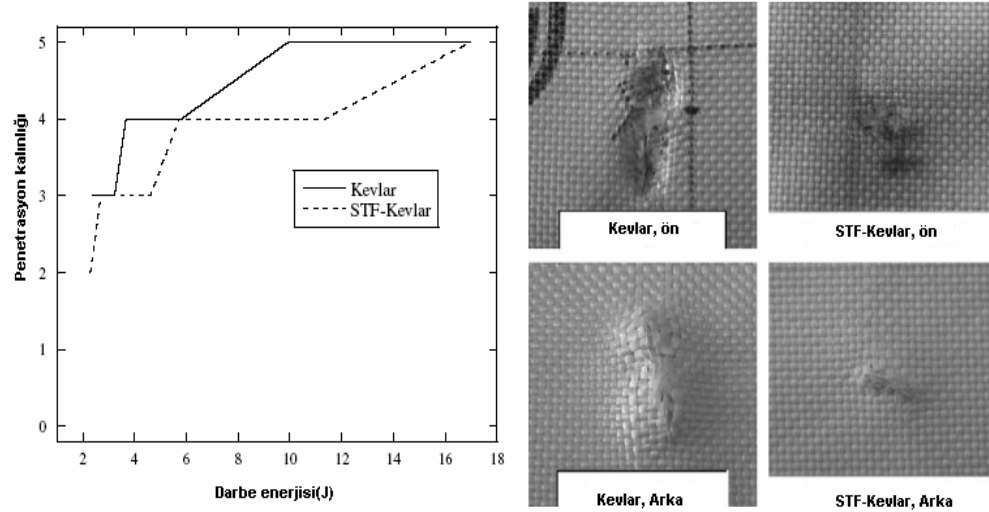 Penetrasyon kalınlığı
5
4
3
2
1
0
Kevlar
STF-Kevlar
2
4
6
8
10
12
14
16
18
Darbe enerjisi(J)
Kevlar, ön
STF-Kevlar, ön
Kevlar, Arka
STF-Kevlar, Arka